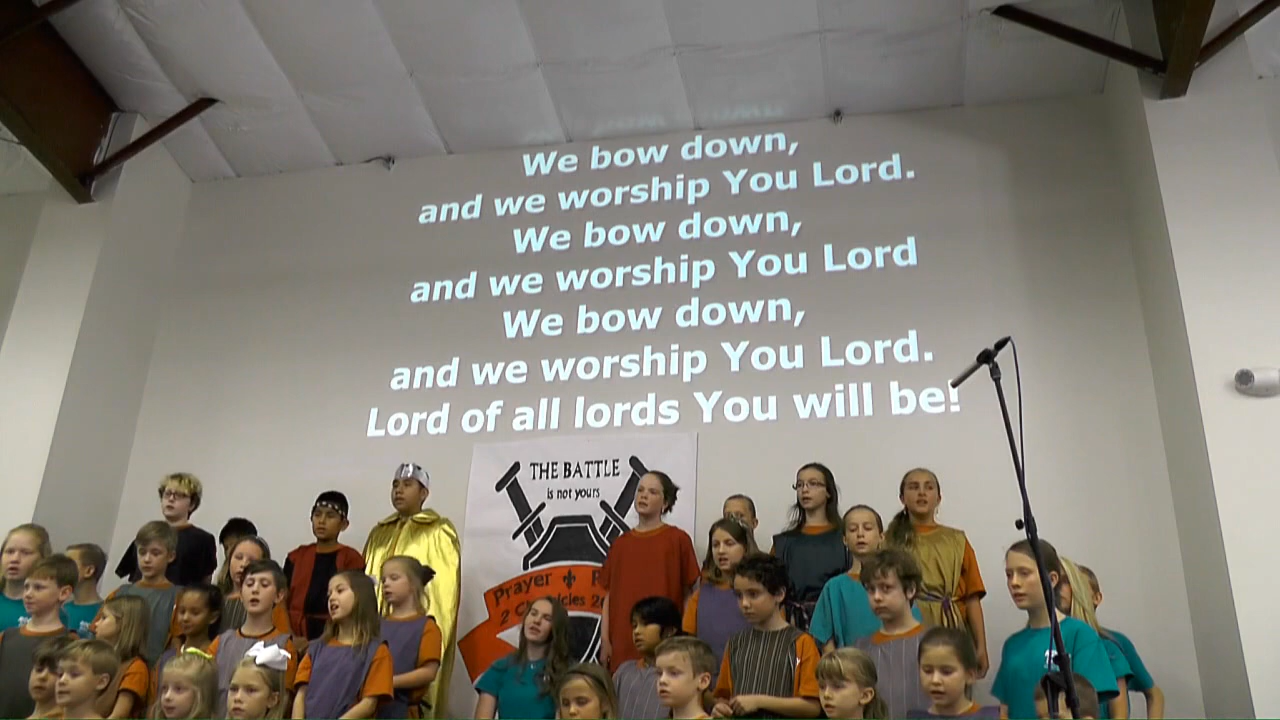 We bow down,
and we worship You Lord.
We bow down,
and we worship You Lord
We bow down,
and we worship You Lord.
Lord of all lords You will be!
THE BATTLE
is not yours
Prayer
2